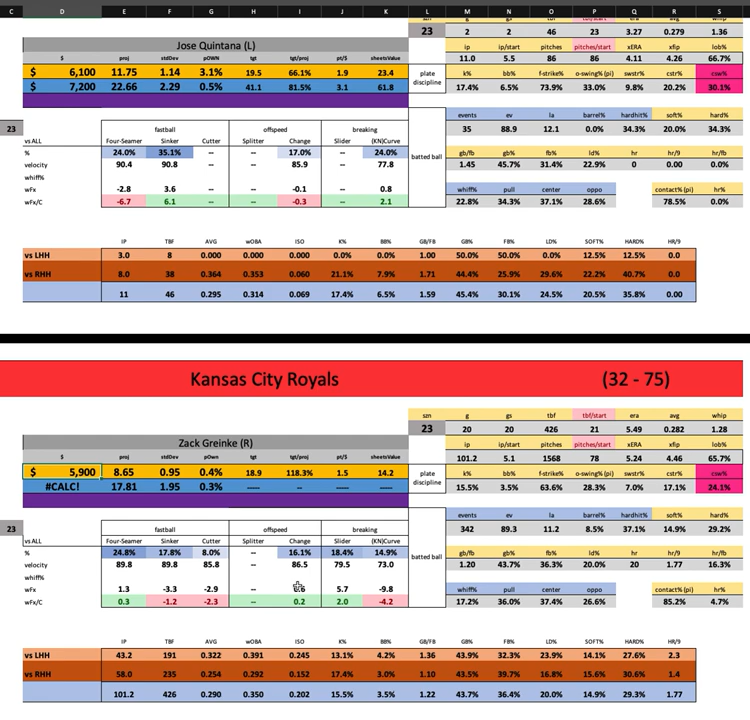 C D E F G H I J K L M N O P Q R S
g gs tbf tbf/start era avg whip
23 2 2 46 23 3.27 0.279 1.36
Jose Quintana (L)
ip ip/start pitches pitches/start xERA xfip lob%
$ proj stdDev pOWN tgt tgt/proj pt/$ sheetsValue
11.0 5.5 86 86 4.11 4.26 66.7%
$ 6,100 11.75 1.14 3.1% 19.5 66.1% 1.9 23.4
plate discipline
k% bb% f-strike% o-swing% (pi) swstr% cstr% csw%
$ 7,200 22.66 2.29 0.5% 41.1 81.5% 3.1 61.8
17.4% 6.5% 73.9% 33.0% 9.8% 20.2% 30.1%
events ev la barrel% hardhit% soft% hard%
35 88.9 12.1 0.0% 34.3% 20.0% 34.3%
23 fastball offspeed breaking
vs ALL Four-Seamer Sinker Cutter Splitter Change Slider (KN)Curve
% 24.0% 35.1% -- -- 17.0% -- 24.0%
batted ball
gb/fb gb% fb% ld% hr hr/9 hr/fb
velocity 90.4 90.8 -- -- 85.9 -- 77.8
1.45 45.7% 31.4% 22.9% 0 0.00 0.0%
whiff%
wFx -2.8 3.6 -- -- -0.1 -- 0.8
whiff% pull center oppo contact% (pi) hr%
wFx/C -6.7 6.1 -- -- -0.3 -- 2.1
22.8% 34.3% 37.1% 28.6% 78.5% 0.0%
IP TBF AVG wOBA ISO K% BB% GB/FB GB% FB% LD% SOFT% HARD% HR/9
vs LHH 3.0 8 0.000 0.000 0.000 0.0% 0.0% 1.00 50.0% 50.0% 0.0% 12.5% 12.5% 0.0
vs RHH 8.0 38 0.364 0.353 0.060 21.1% 7.9% 1.71 44.4% 25.9% 29.6% 22.2% 40.7% 0.0
11 46 0.295 0.314 0.069 17.4% 6.5% 1.59 45.4% 30.1% 24.5% 20.5% 35.8% 0.00
Kansas City Royals (32 - 75)
szn g gs tbf tbf/start era avg whip
23 20 20 426 21 5.49 0.282 1.28
Zack Greinke (R)
ip ip/start pitches pitches/start xERA xfip lob%
$ proj stdDev pOwn tgt tgt/proj pt/$ sheetsValue
101.2 5.1 1568 78 5.24 4.46 65.7%
$ 5,900 8.65 0.95 0.4% 18.9 118.3% 1.5 14.2
plate discipline
k% bb% f-strike% o-swing% (pi) swstr% cstr% csw%
#CALC! 17.81 1.95 0.3% ---- ---- -- ----
15.5% 3.5% 63.6% 28.3% 7.0% 17.1% 24.1%
events ev la barrel% hardhit% soft% hard%
342 89.3 11.2 8.5% 37.1% 14.9% 29.2%
23 fastball offspeed breaking
vs ALL Four-Seamer Sinker Cutter Splitter Change Slider (KN)Curve
% 24.8% 17.8% 8.0% -- 16.1% 18.4% 14.9%
batted ball
gb/fb gb% fb% ld% hr hr/9 hr/fb
velocity 89.8 89.8 85.8 -- 86.5 79.5 73.0
1.20 43.7% 36.3% 20.0% 20 1.77 16.3%
whiff%
wFx 1.3 -3.3 -2.9 -- 5.7 -9.8
whiff% pull center oppo contact% (pi) hr%
wFx/C 0.3 -1.2 -2.3 -- 0.2 2.0 -4.2
17.2% 36.0% 37.4% 26.6% 85.2% 4.7%
IP TBF AVG wOBA ISO K% BB% GB/FB GB% FB% LD% SOFT% HARD% HR/9
vs LHH 43.2 191 0.322 0.391 0.245 13.1% 4.2% 1.36 43.9% 32.3% 23.9% 14.1% 27.6% 2.3
vs RHH 58.0 235 0.254 0.292 0.152 17.4% 3.0% 1.10 43.5% 39.7% 16.8% 15.6% 30.6% 1.4
101.2 426 0.290 0.350 0.202 15.5% 3.5% 1.22 43.7% 36.4% 20.0% 14.9% 29.3% 1.77